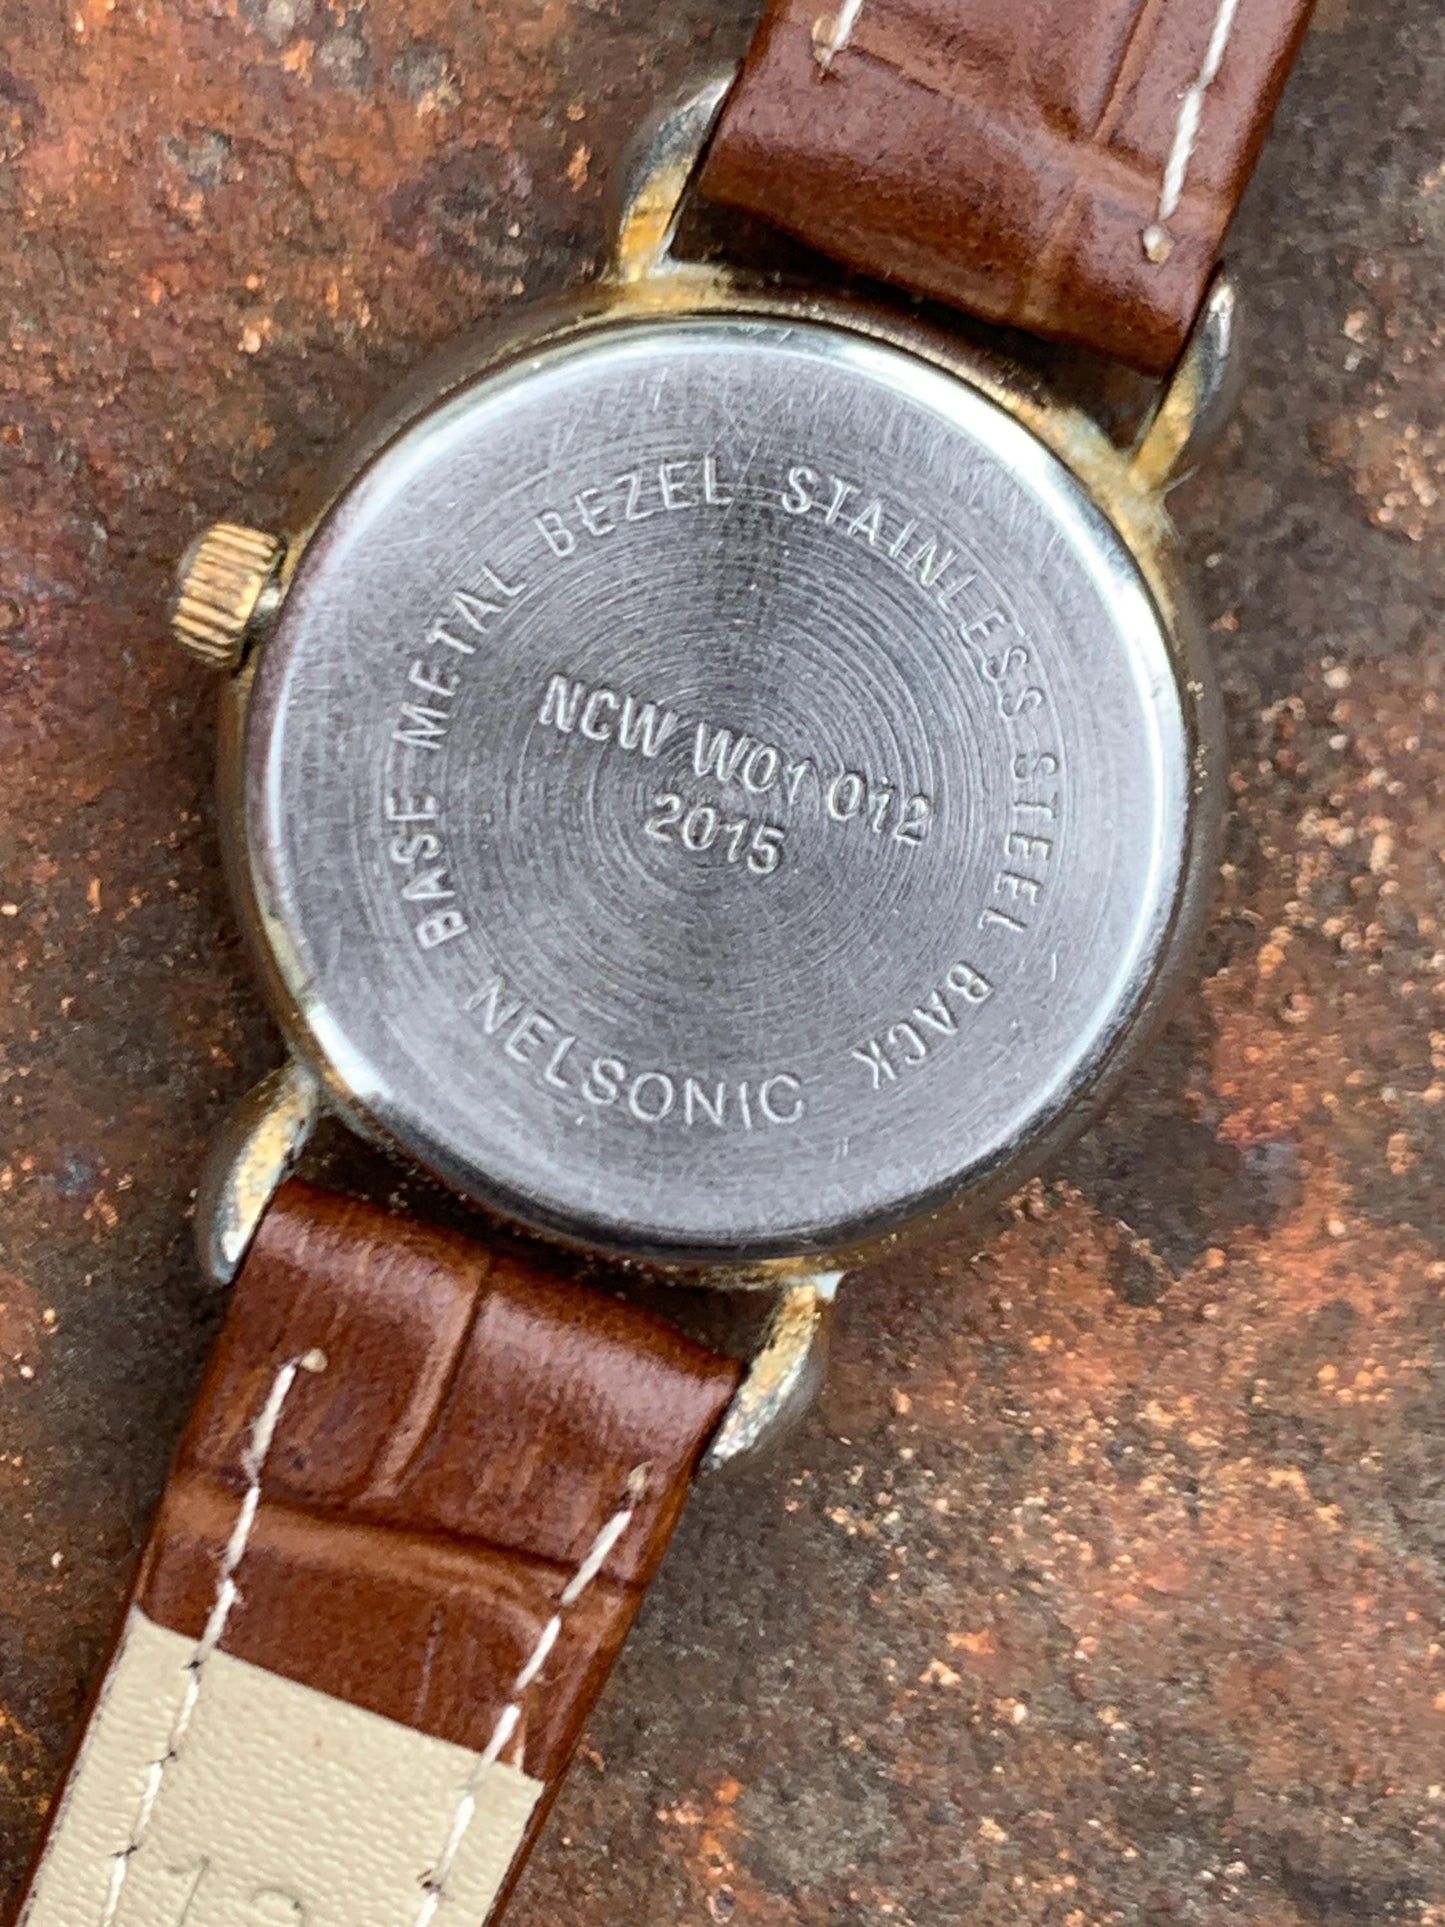 BASE METAL BEZEL STAINLESS STEEL BACK
NCW W01 012
2015
NELSONIC